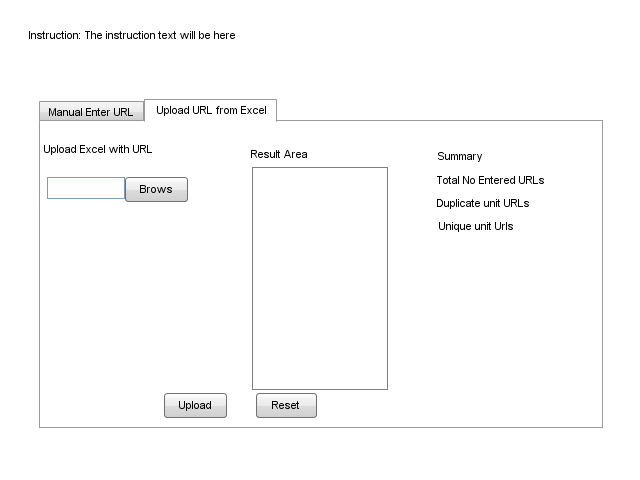 Instruction: The instruction text will be here
Manual Enter URL
Upload URL from Excel
Upload Excel with URL
Brows
Result Area
Summary
Total No Entered URLs
Duplicate unit URLs
Unique unit Urls
Upload
Reset